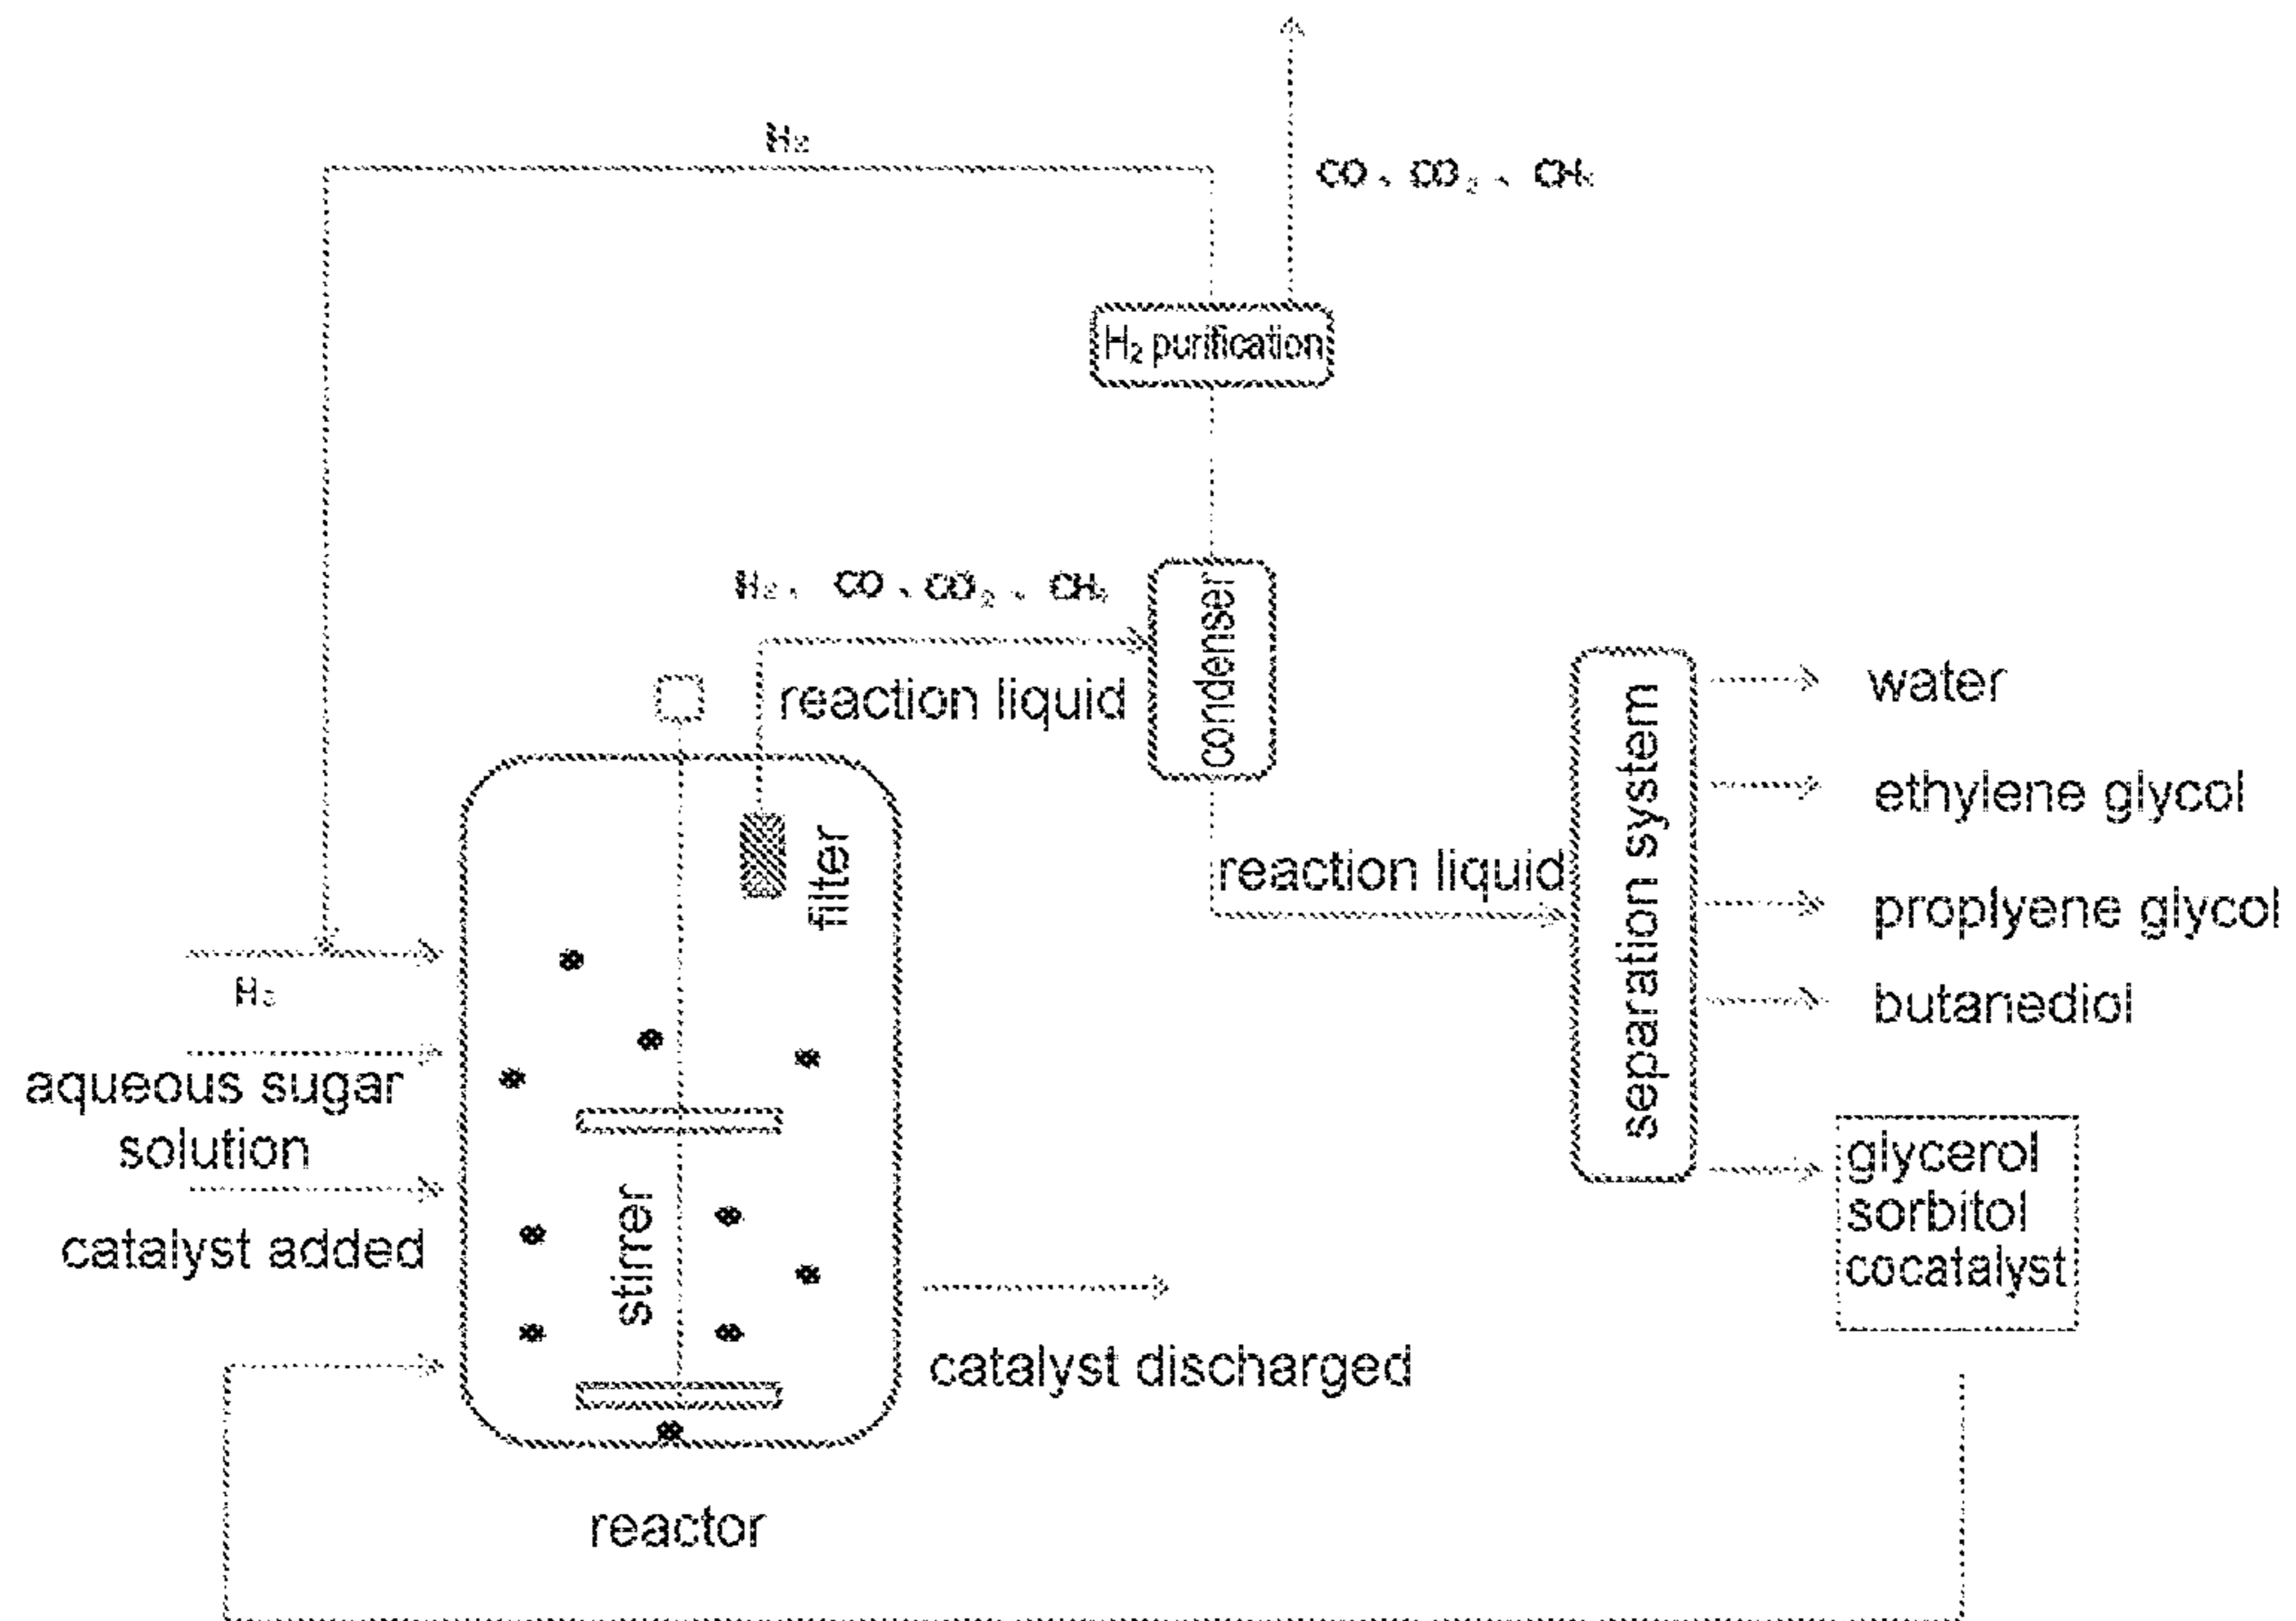 H₂
CO、CO₂、CH₄
H₂ purification
H₂、CO、CO₂、CH₄
condenser
reaction liquid
separation system
water
ethylene glycol
filter
reaction liquid
proplyene glycol
H₂
butanediol
aqueous sugar
solution
glycerol
sorbitol
cocatalyst
catalyst added
stirrer
catalyst discharged
reactor